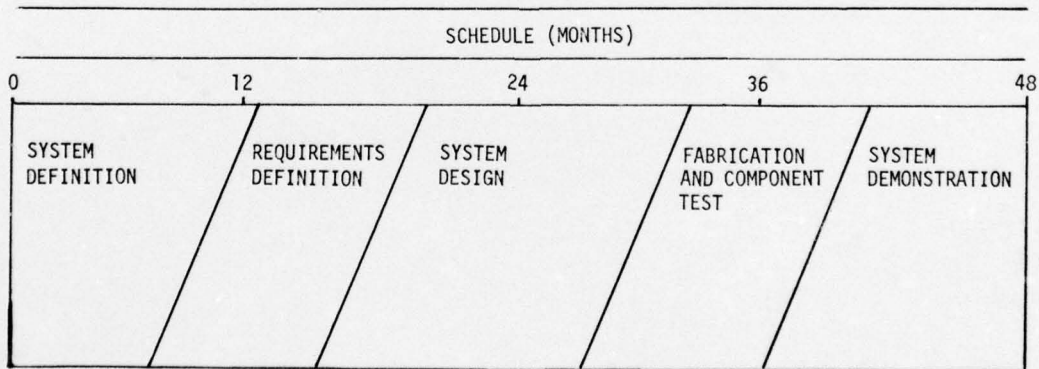 SCHEDULE (MONTHS)
0 12 24 36 48
SYSTEM
DEFINITION
REQUIREMENTS
DEFINITION
SYSTEM
DESIGN
FABRICATION
AND COMPONENT
TEST
SYSTEM
DEMONSTRATION